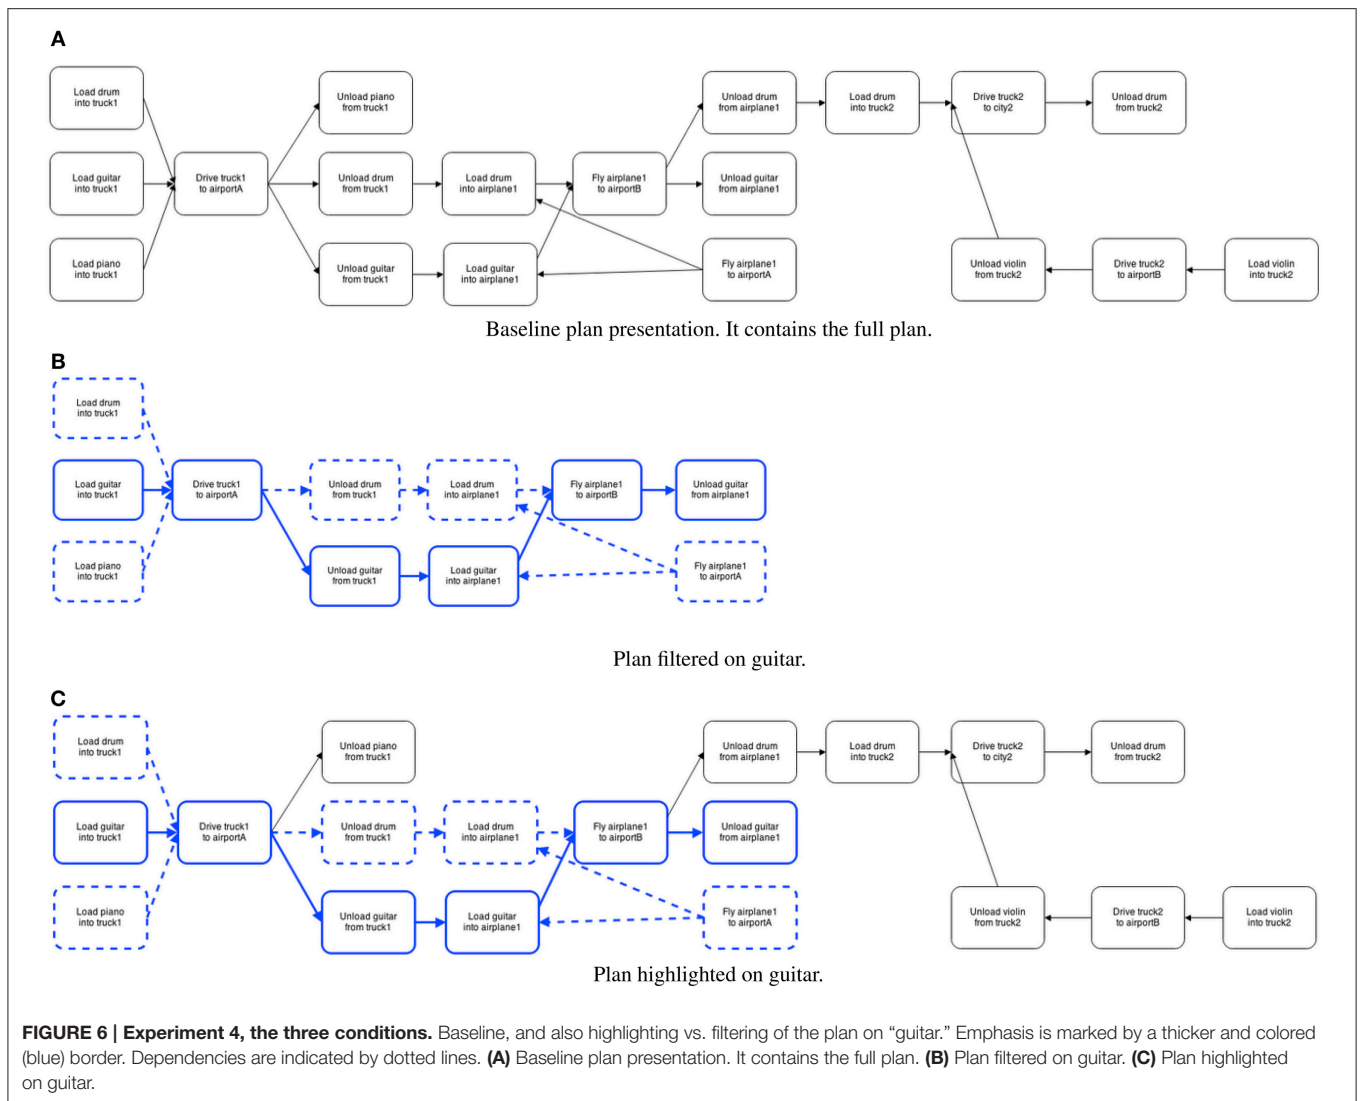 A
Load drum
into truck1
Unload piano
from truck1
Unload drum
from airplane1
Load drum
into truck2
Drive truck2
to city2
Unload drum
from truck2
Load guitar
into truck1
Drive truck1
to airportA
Unload drum
from truck1
Load drum
into airplane1
Fly airplane1
to airportB
Unload guitar
from airplane1
Load piano
into truck1
Unload guitar
from truck1
Load guitar
into airplane1
Fly airplane1
to airportA
Unload violin
from truck2
Drive truck2
to airportB
Load violin
into truck2
Baseline plan presentation. It contains the full plan.
B
Load drum
into truck1
Load guitar
into truck1
Drive truck1
to airportA
Unload drum
from truck1
Load drum
into airplane1
Fly airplane1
to airportB
Unload guitar
from airplane1
Load piano
into truck1
Unload guitar
from truck1
Load guitar
into airplane1
Fly airplane1
to airportA
Plan filtered on guitar.
C
Load drum
into truck1
Unload piano
from truck1
Unload drum
from airplane1
Load drum
into truck2
Drive truck2
to city2
Unload drum
from truck2
Load guitar
into truck1
Drive truck1
to airportA
Unload drum
from truck1
Load drum
into airplane1
Fly airplane1
to airportB
Unload guitar
from airplane1
Load piano
into truck1
Unload guitar
from truck1
Load guitar
into airplane1
Fly airplane1
to airportA
Unload violin
from truck2
Drive truck2
to airportB
Load violin
into truck2
Plan highlighted on guitar.
FIGURE 6 | Experiment 4, the three conditions. Baseline, and also highlighting vs. filtering of the plan on “guitar.” Emphasis is marked by a thicker and colored
(blue) border. Dependencies are indicated by dotted lines. (A) Baseline plan presentation. It contains the full plan. (B) Plan filtered on guitar. (C) Plan highlighted
on guitar.